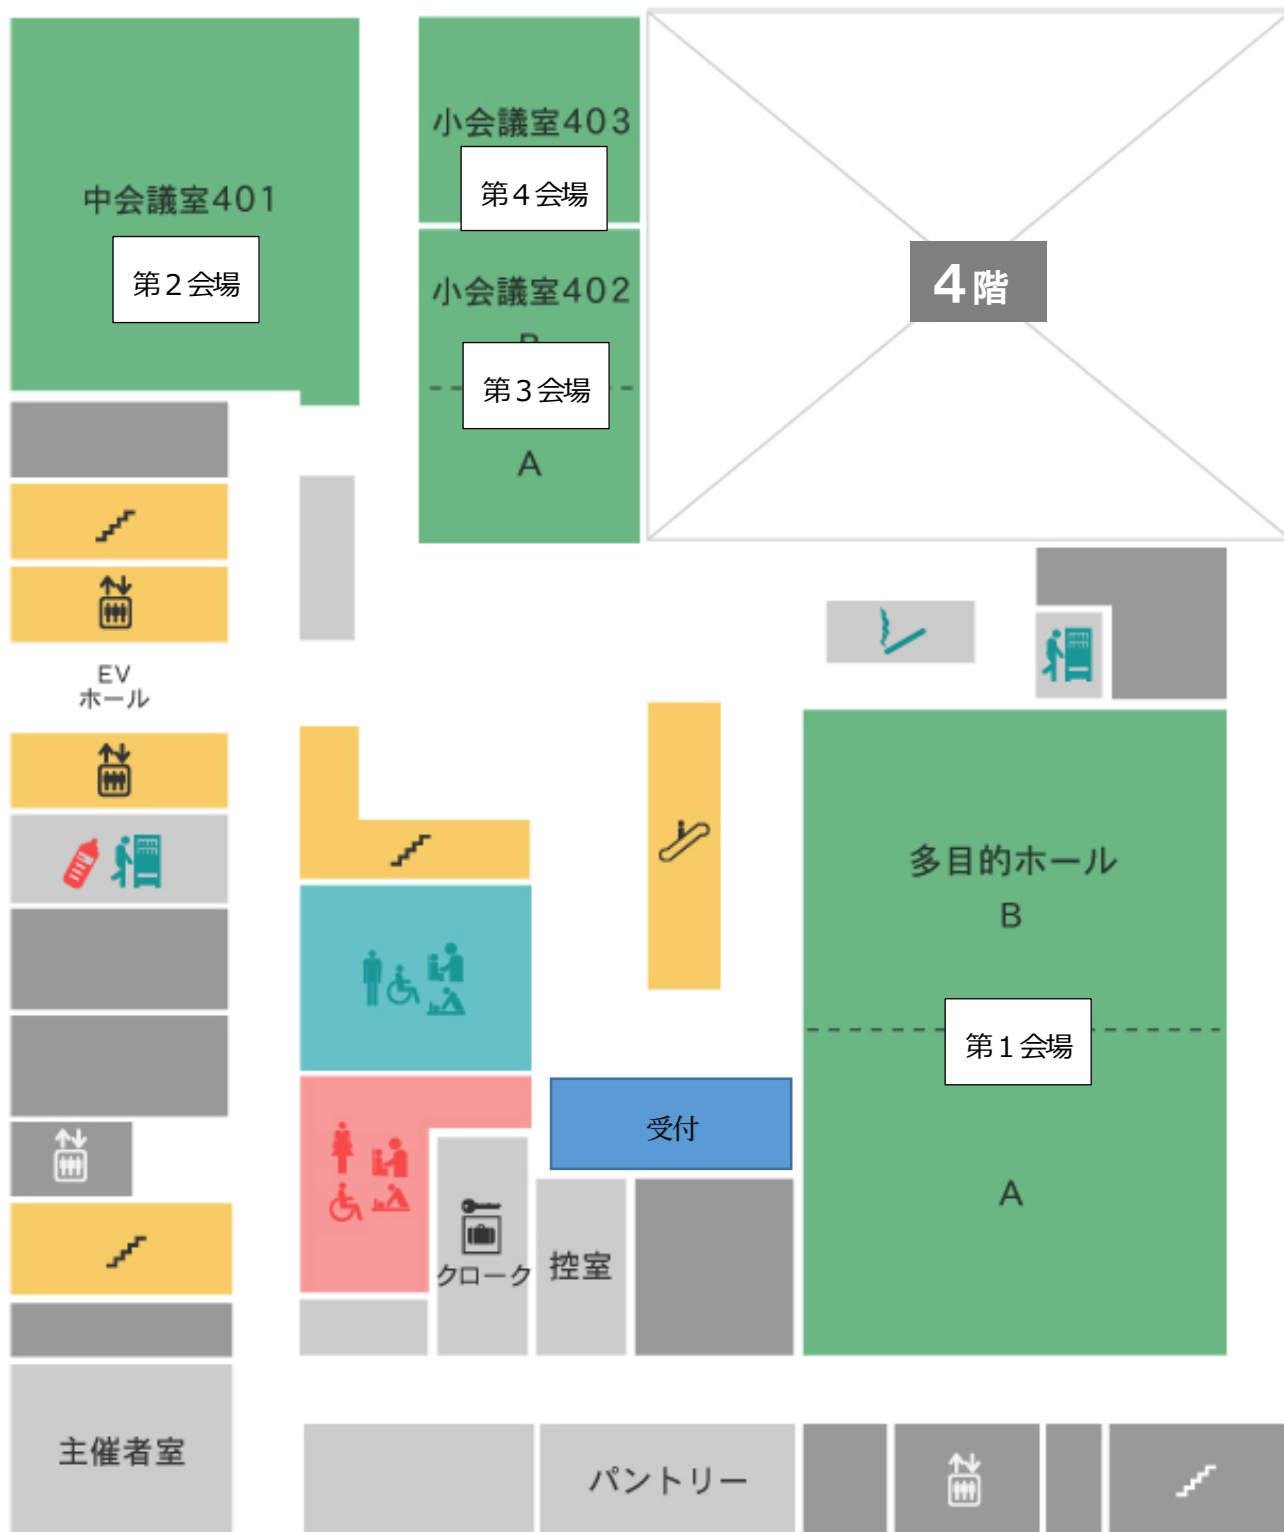 小会議室403
第4会場
中会議室401
第2会場
小会議室402
第3会場
A
4階
EV
ホール
多目的ホール
B
第1会場
A
受付
クローク
控室
主催者室
パントリー